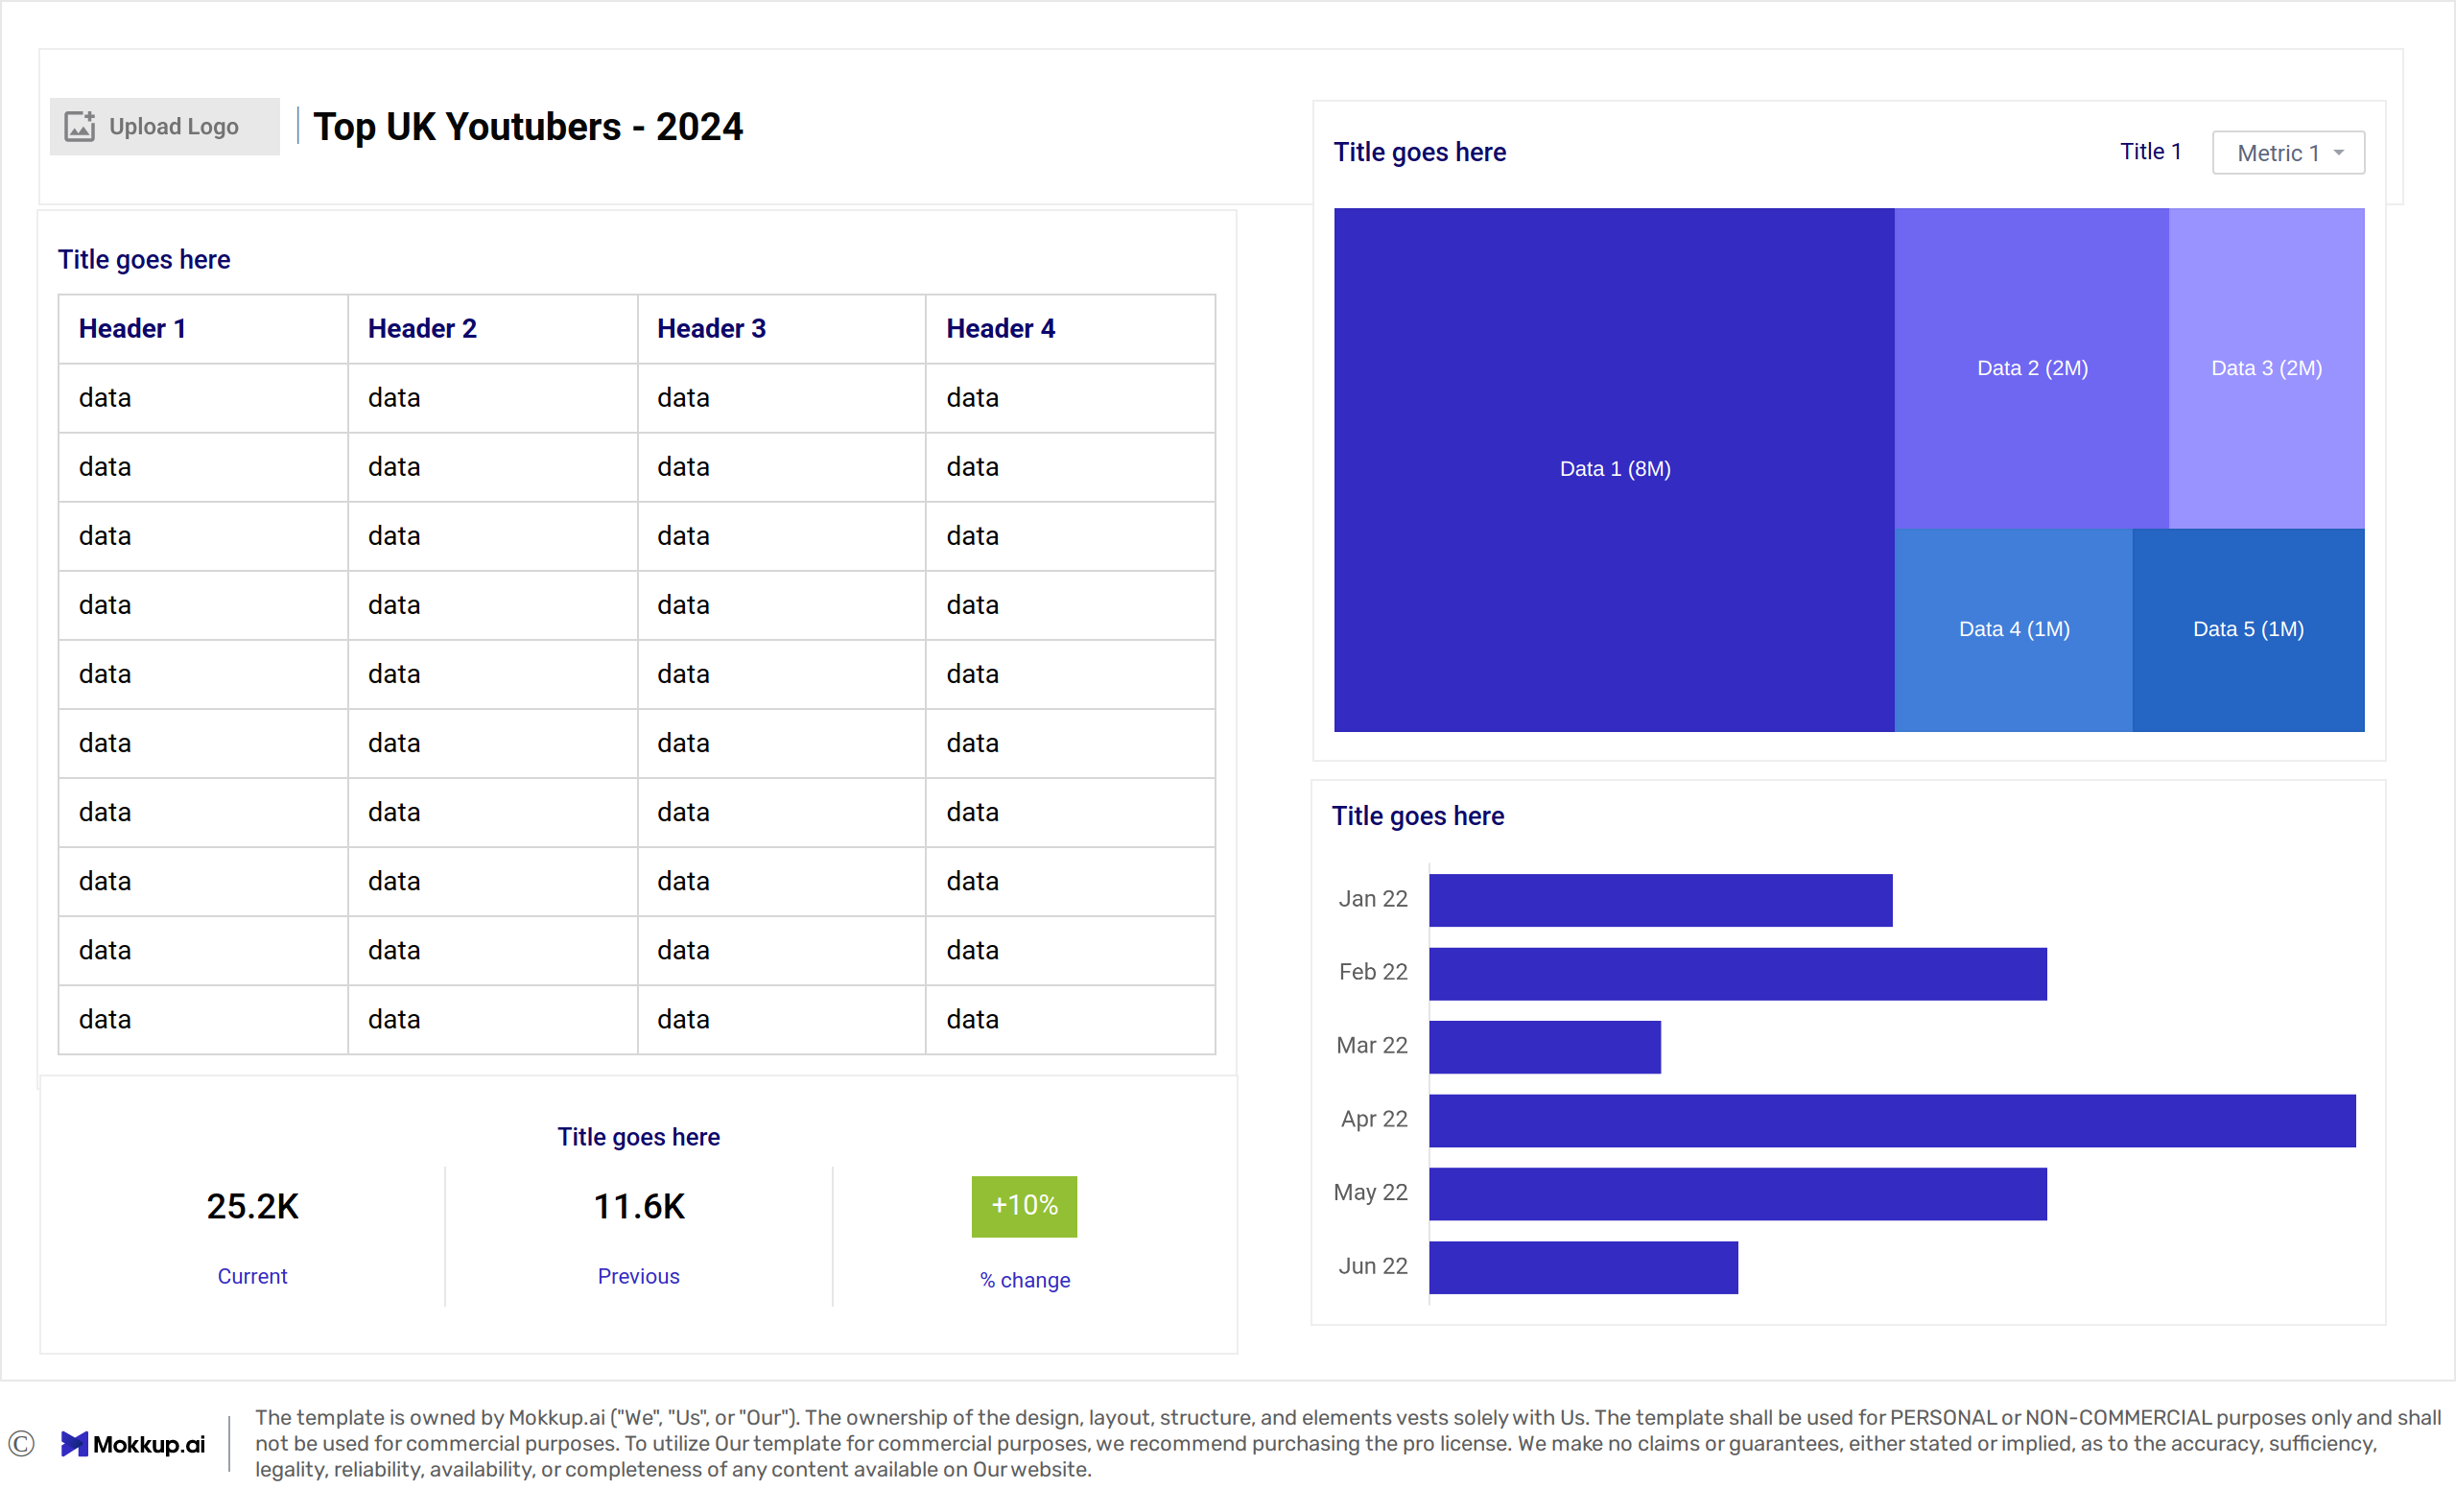 Upload Logo
Top UK Youtubers - 2024
Title goes here
Header 1 Header 2 Header 3 Header 4
data data data data
data data data data
data data data data
data data data data
data data data data
data data data data
data data data data
data data data data
data data data data
data data data data
Title goes here
25.2K 11.6K +10%
Current Previous % change
Title goes here Title 1 Metric 1
Data 1 (8M)
Data 2 (2M)
Data 3 (2M)
Data 4 (1M)
Data 5 (1M)
Title goes here
Jan 22
Feb 22
Mar 22
Apr 22
May 22
Jun 22
© Mokkup.ai
The template is owned by Mokkup.ai ("We", "Us", or "Our"). The ownership of the design, layout, structure, and elements vests solely with Us. The template shall be used for PERSONAL or NON-COMMERCIAL purposes only and shall
not be used for commercial purposes. To utilize Our template for commercial purposes, we recommend purchasing the pro license. We make no claims or guarantees, either stated or implied, as to the accuracy, sufficiency,
legality, reliability, availability, or completeness of any content available on Our website.